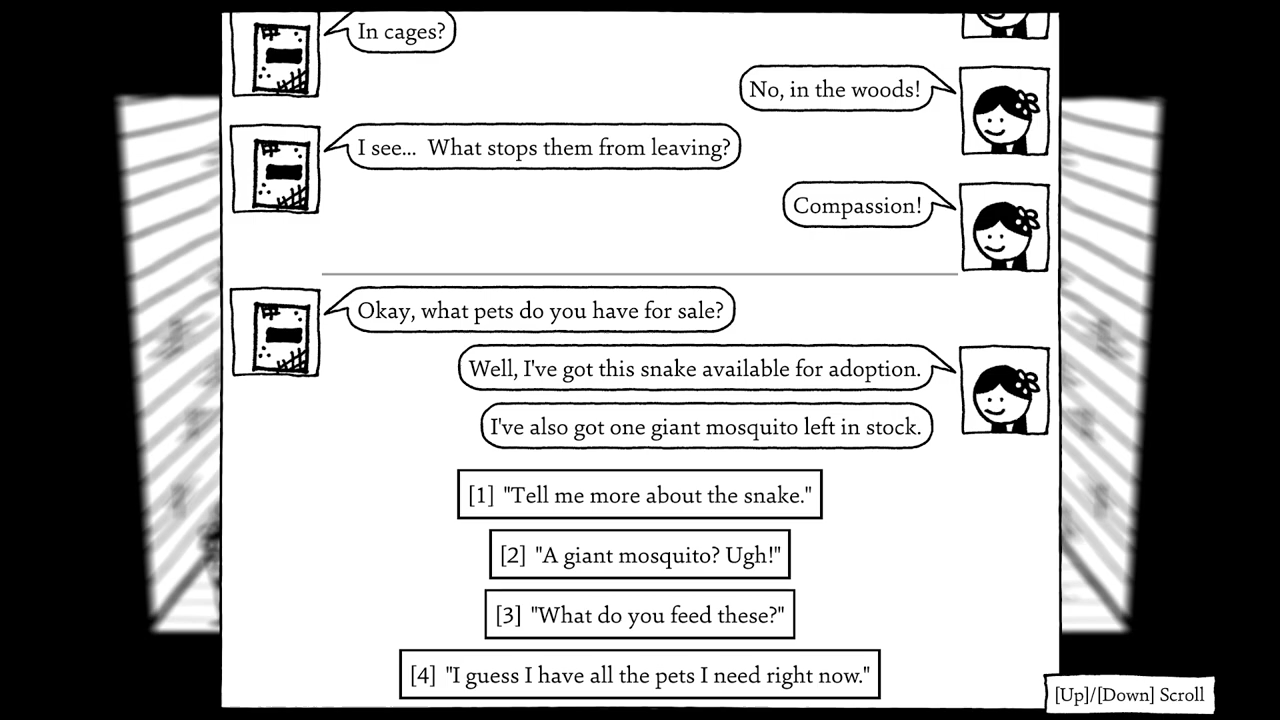 In cages?
No, in the woods!
I see...  What stops them from leaving?
Compassion!
Okay, what pets do you have for sale?
Well, I've got this snake available for adoption.
I've also got one giant mosquito left in stock.
[1] "Tell me more about the snake."
[2] "A giant mosquito? Ugh!"
[3] "What do you feed these?"
[4] "I guess I have all the pets I need right now."
[Up]/[Down] Scroll